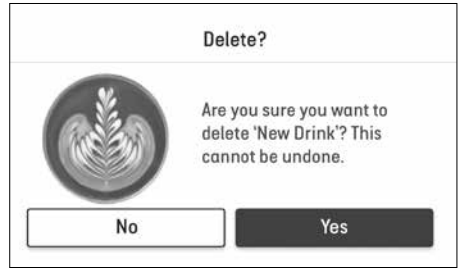 Delete?
Are you sure you want to
delete 'New Drink'? This
cannot be undone.
No
Yes